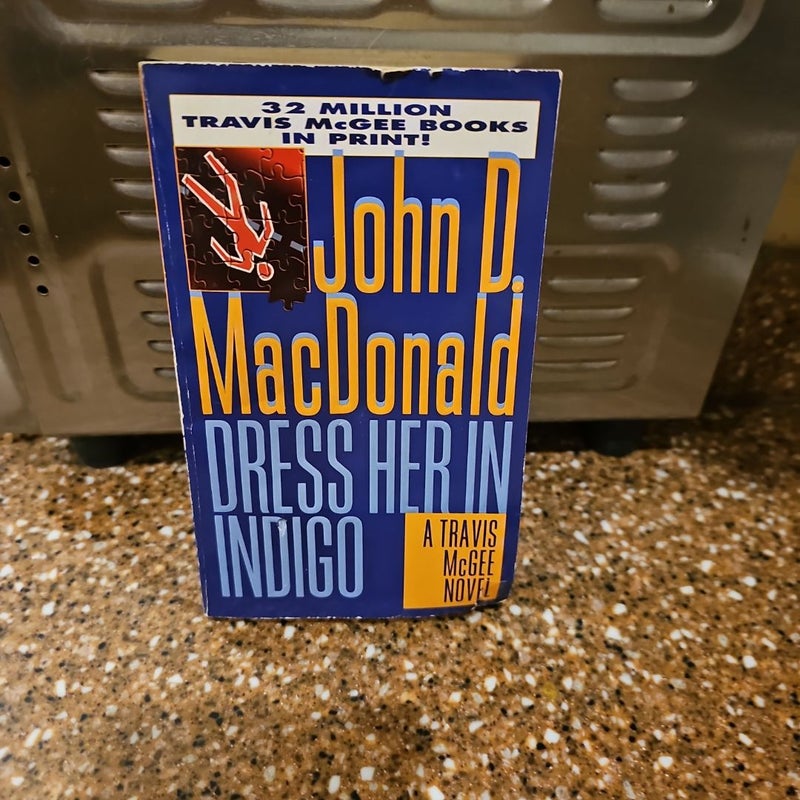 32 MILLION
TRAVIS McGEE BOOKS
IN PRINT!
John D.
MacDonald
DRESS HER IN
INDIGO
A TRAVIS
McGEE
NOVEL